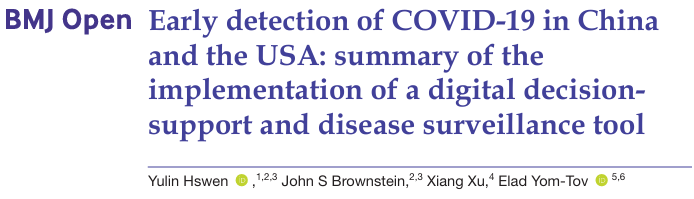 BMJ Open Early detection of COVID-19 in China
and the USA: summary of the
implementation of a digital decision-
support and disease surveillance tool
Yulin Hswen iD ,1,2,3 John S Brownstein,2,3 Xiang Xu,4 Elad Yom-Tov iD 5,6